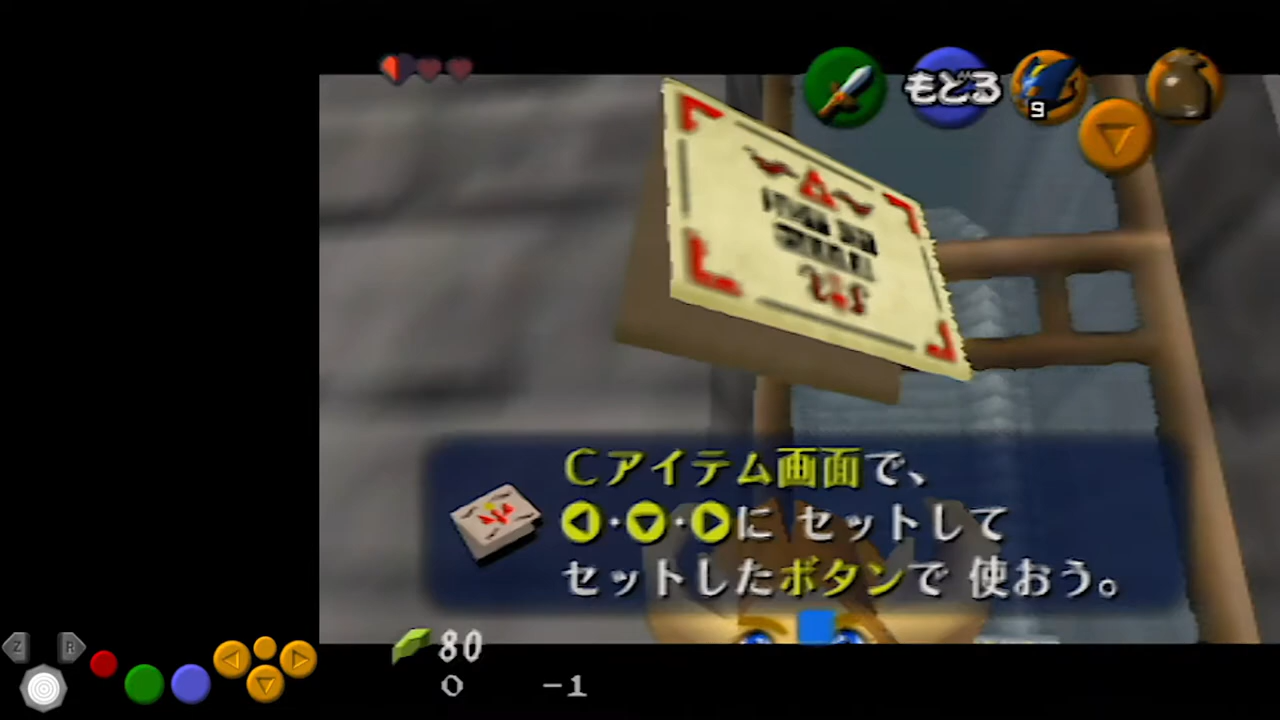 もどる
9
Cアイテム画面で、
◀・▼・▶に セットして
セットしたボタンで 使おう。
80
0 -1
Z R